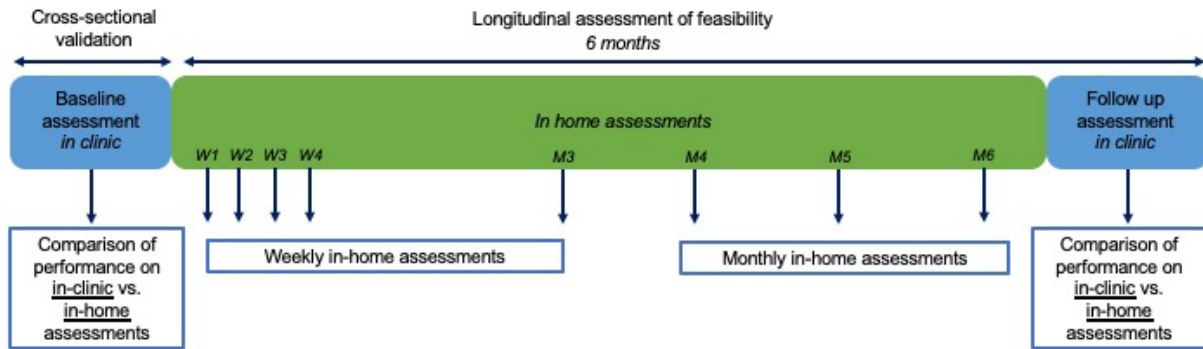 Cross-sectional
validation
Longitudinal assessment of feasibility
6 months
Baseline
assessment
in clinic
In home assessments
W1 W2 W3 W4 M3 M4 M5 M6
Follow up
assessment
in clinic
Comparison of
performance on
in-clinic vs.
in-home
assessments
Weekly in-home assessments
Monthly in-home assessments
Comparison of
performance on
in-clinic vs.
in-home
assessments